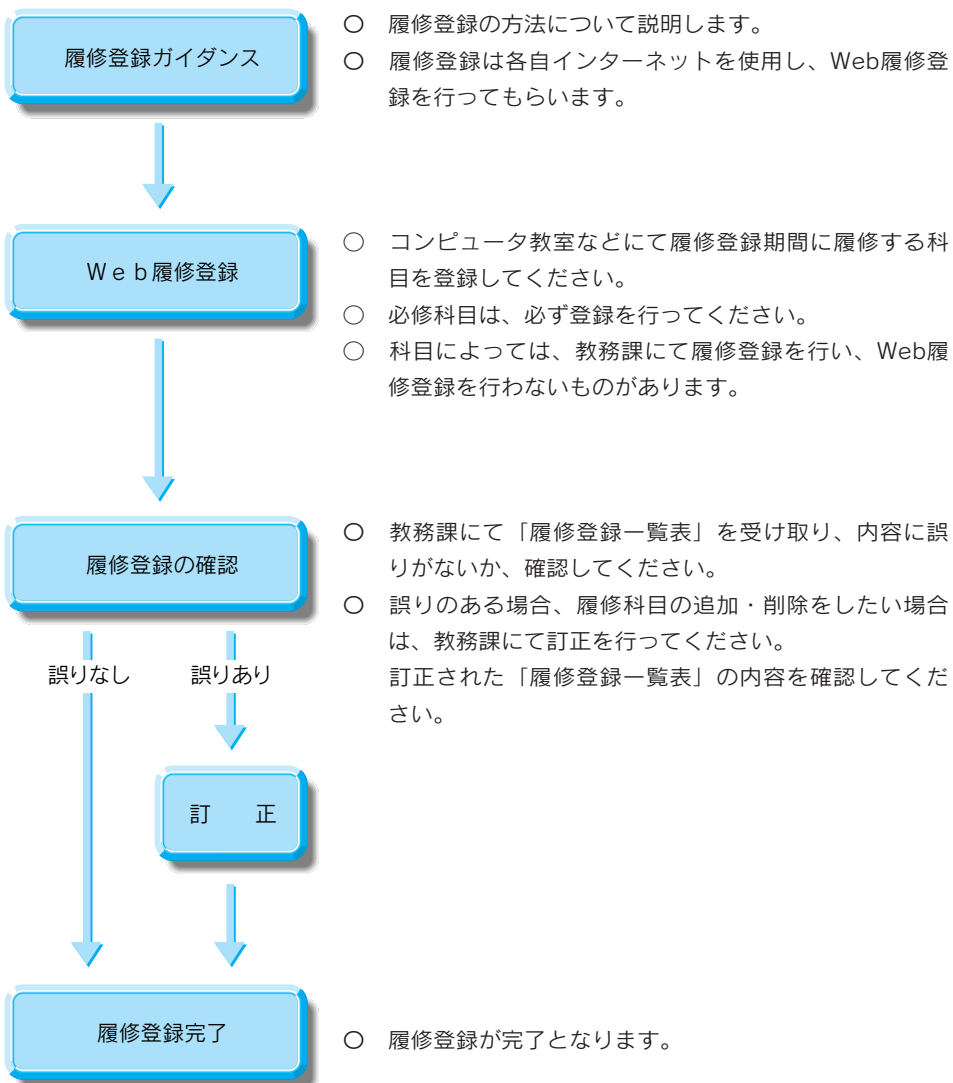 履修登録ガイダンス
〇　履修登録の方法について説明します。
〇　履修登録は各自インターネットを使用し、Web履修登
録を行ってもらいます。
Ｗｅｂ履修登録
○　コンピュータ教室などにて履修登録期間に履修する科
目を登録してください。
○　必修科目は、必ず登録を行ってください。
○　科目によっては、教務課にて履修登録を行い、Web履
修登録を行わないものがあります。
履修登録の確認
〇　教務課にて「履修登録一覧表」を受け取り、内容に誤
りがないか、確認してください。
〇　誤りのある場合、履修科目の追加・削除をしたい場合
は、教務課にて訂正を行ってください。
訂正された「履修登録一覧表」の内容を確認してくだ
さい。
誤りなし　誤りあり
訂　正
履修登録完了
〇　履修登録が完了となります。